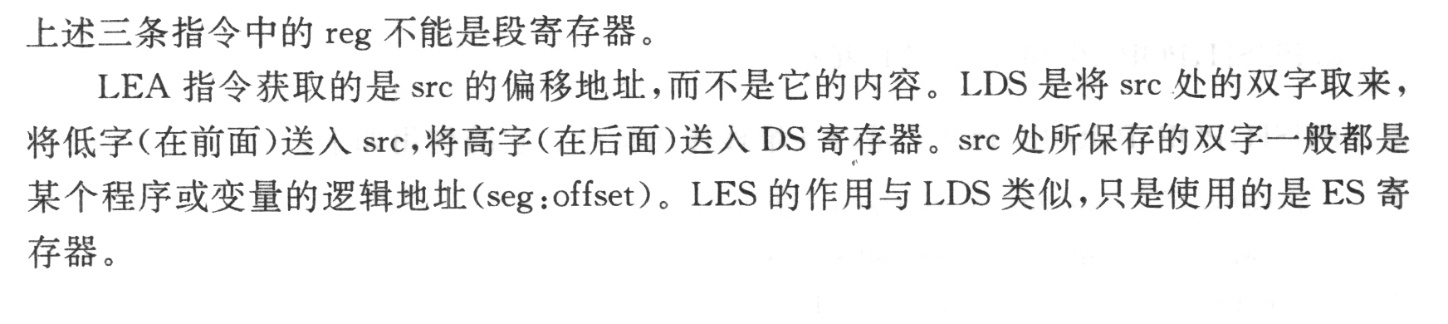 上述三条指令中的 reg 不能是段寄存器。
LEA 指令获取的是 src 的偏移地址,而不是它的内容。LDS 是将 src 处的双字取来,
将低字(在前面)送入 src,将高字(在后面)送入 DS 寄存器。src 处所保存的双字一般都是
某个程序或变量的逻辑地址(seg:offset)。LES 的作用与 LDS 类似,只是使用的是 ES 寄
存器。